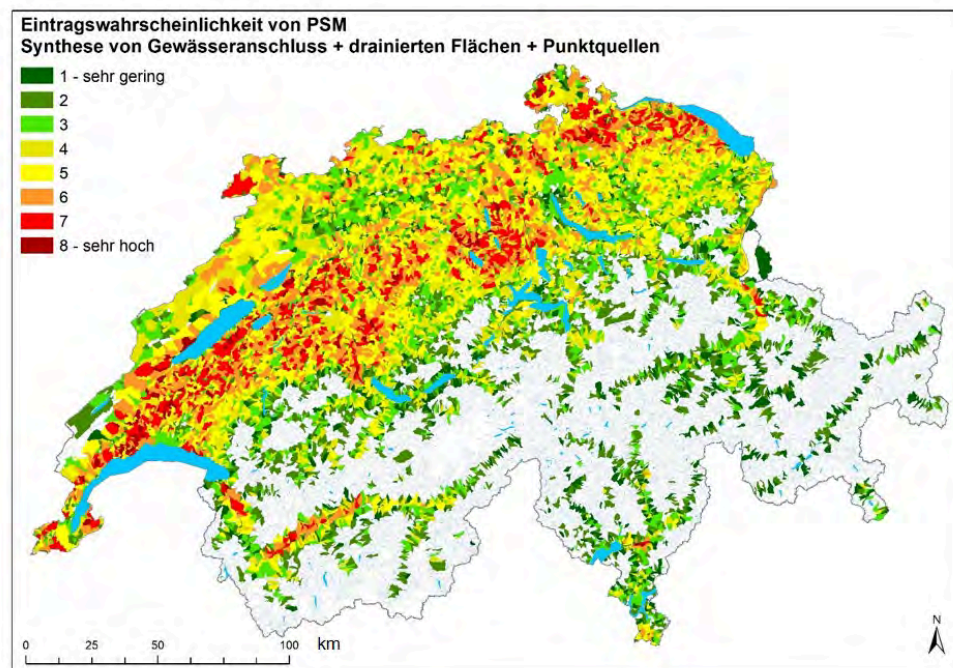 Eintragswahrscheinlichkeit von PSM
Synthese von Gewässeranschluss + drainierten Flächen + Punktquellen
1 - sehr gering
2
3
4
5
6
7
8 - sehr hoch
N
0 25 50 100 km